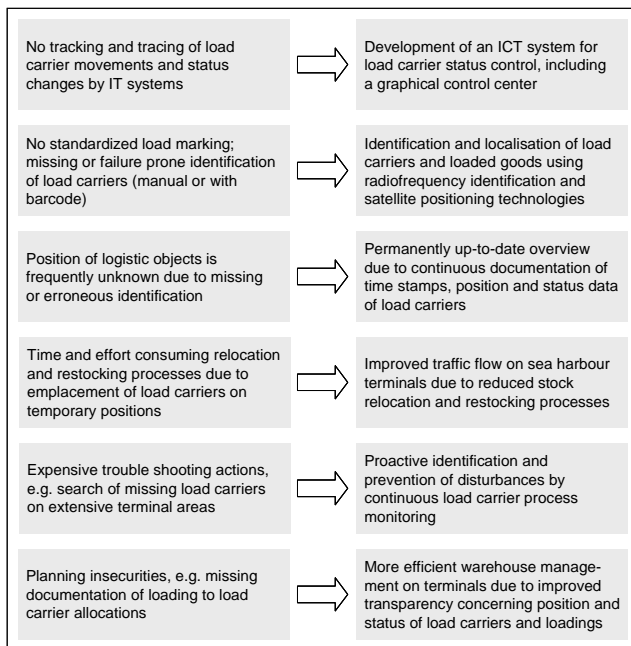 No tracking and tracing of load
carrier movements and status
changes by IT systems
Development of an ICT system for
load carrier status control, including
a graphical control center
No standardized load marking;
missing or failure prone identification
of load carriers (manual or with
barcode)
Identification and localisation of load
carriers and loaded goods using
radiofrequency identification and
satellite positioning technologies
Position of logistic objects is
frequently unknown due to missing
or erroneous identification
Permanently up-to-date overview
due to continuous documentation of
time stamps, position and status data
of load carriers
Time and effort consuming relocation
and restocking processes due to
emplacement of load carriers on
temporary positions
Improved traffic flow on sea harbour
terminals due to reduced stock
relocation and restocking processes
Expensive trouble shooting actions,
e.g. search of missing load carriers
on extensive terminal areas
Proactive identification and
prevention of disturbances by
continuous load carrier process
monitoring
Planning insecurities, e.g. missing
documentation of loading to load
carrier allocations
More efficient warehouse manage-
ment on terminals due to improved
transparency concerning position and
status of load carriers and loadings